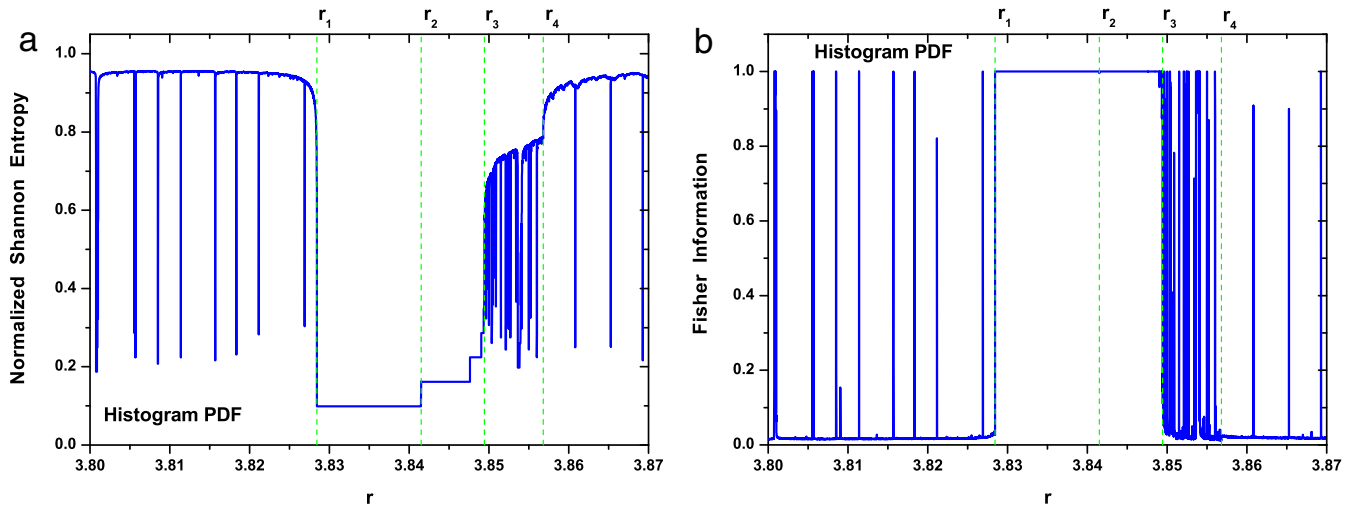 a
r1 r2 r3 r4
1.0
0.8
0.6
0.4
0.2
0.0
Normalized Shannon Entropy
Histogram PDF
3.80 3.81 3.82 3.83 3.84 3.85 3.86 3.87
r
b
r1 r2 r3 r4
Histogram PDF
1.0
0.8
0.6
0.4
0.2
0.0
Fisher Information
3.80 3.81 3.82 3.83 3.84 3.85 3.86 3.87
r